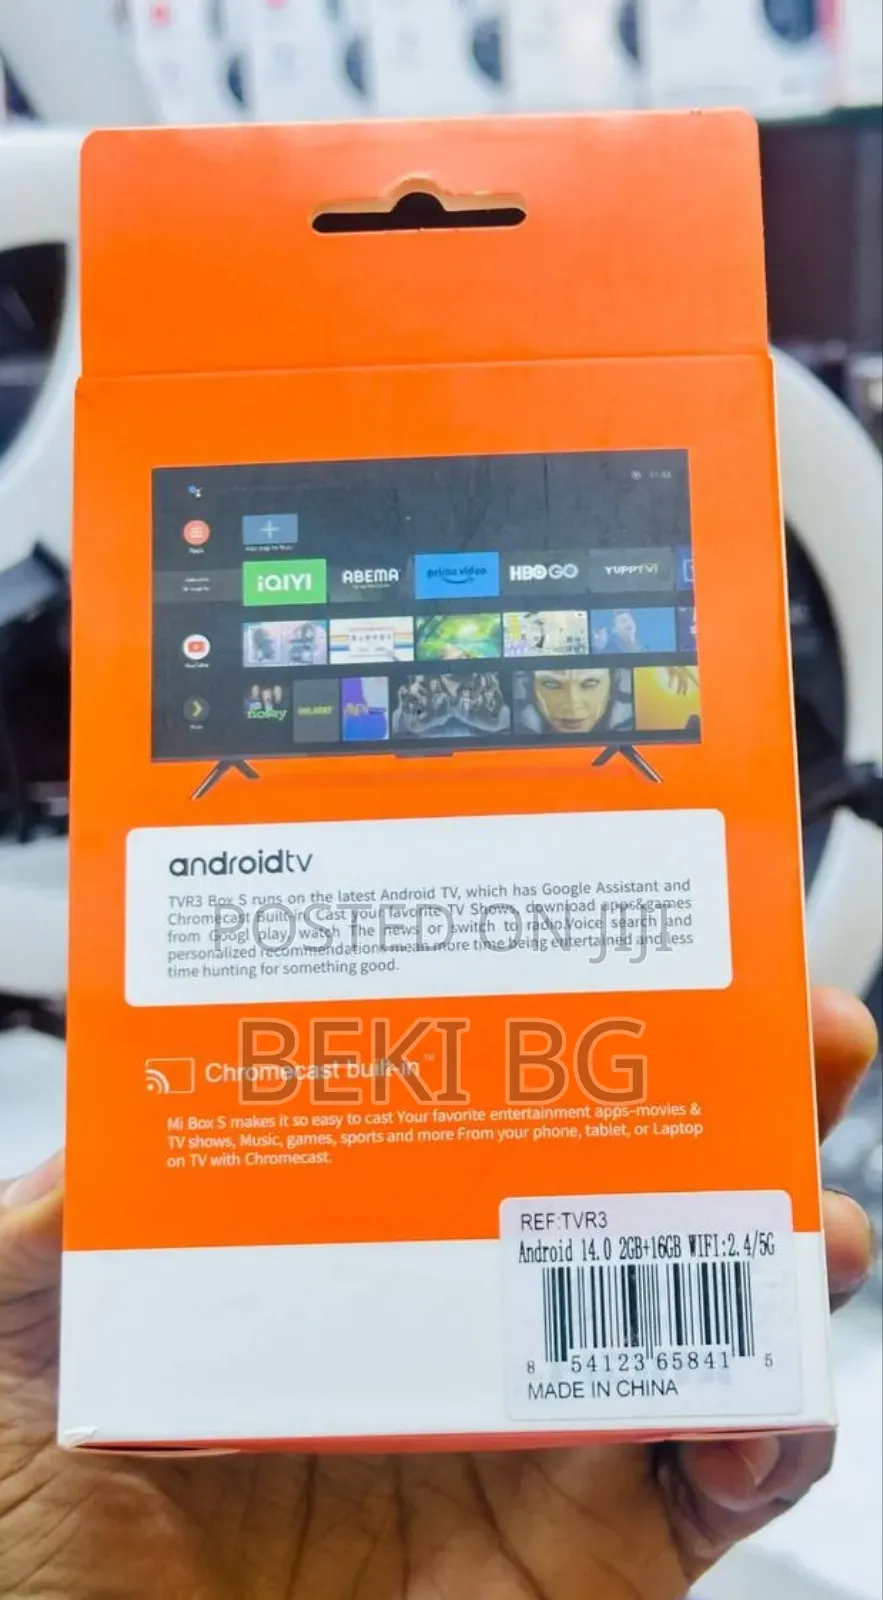 11:53
Apps
iQIYI
ABEMA
prime video
HBO GO
YUPPTV
YouTube
nosey
androidtv
TVR3 Box S runs on the latest Android TV, which has Google Assistant and
Chromecast Built-in. Cast your favorite TV Shows, download apps&games
from Googl play, watch The news or switch to radio.Voice search and
personalized recommendations mean more time being entertained and less
time hunting for something good.
POSTED ON JIJI
BEKI BG
Chromecast built-in™
Mi Box S makes it so easy to cast Your favorite entertainment apps-movies &
TV shows, Music, games, sports and more From your phone, tablet, or Laptop
on TV with Chromecast.
REF:TVR3
Android 14.0 2GB+16GB WIFI:2.4/5G
8 54123 65841 5
MADE IN CHINA